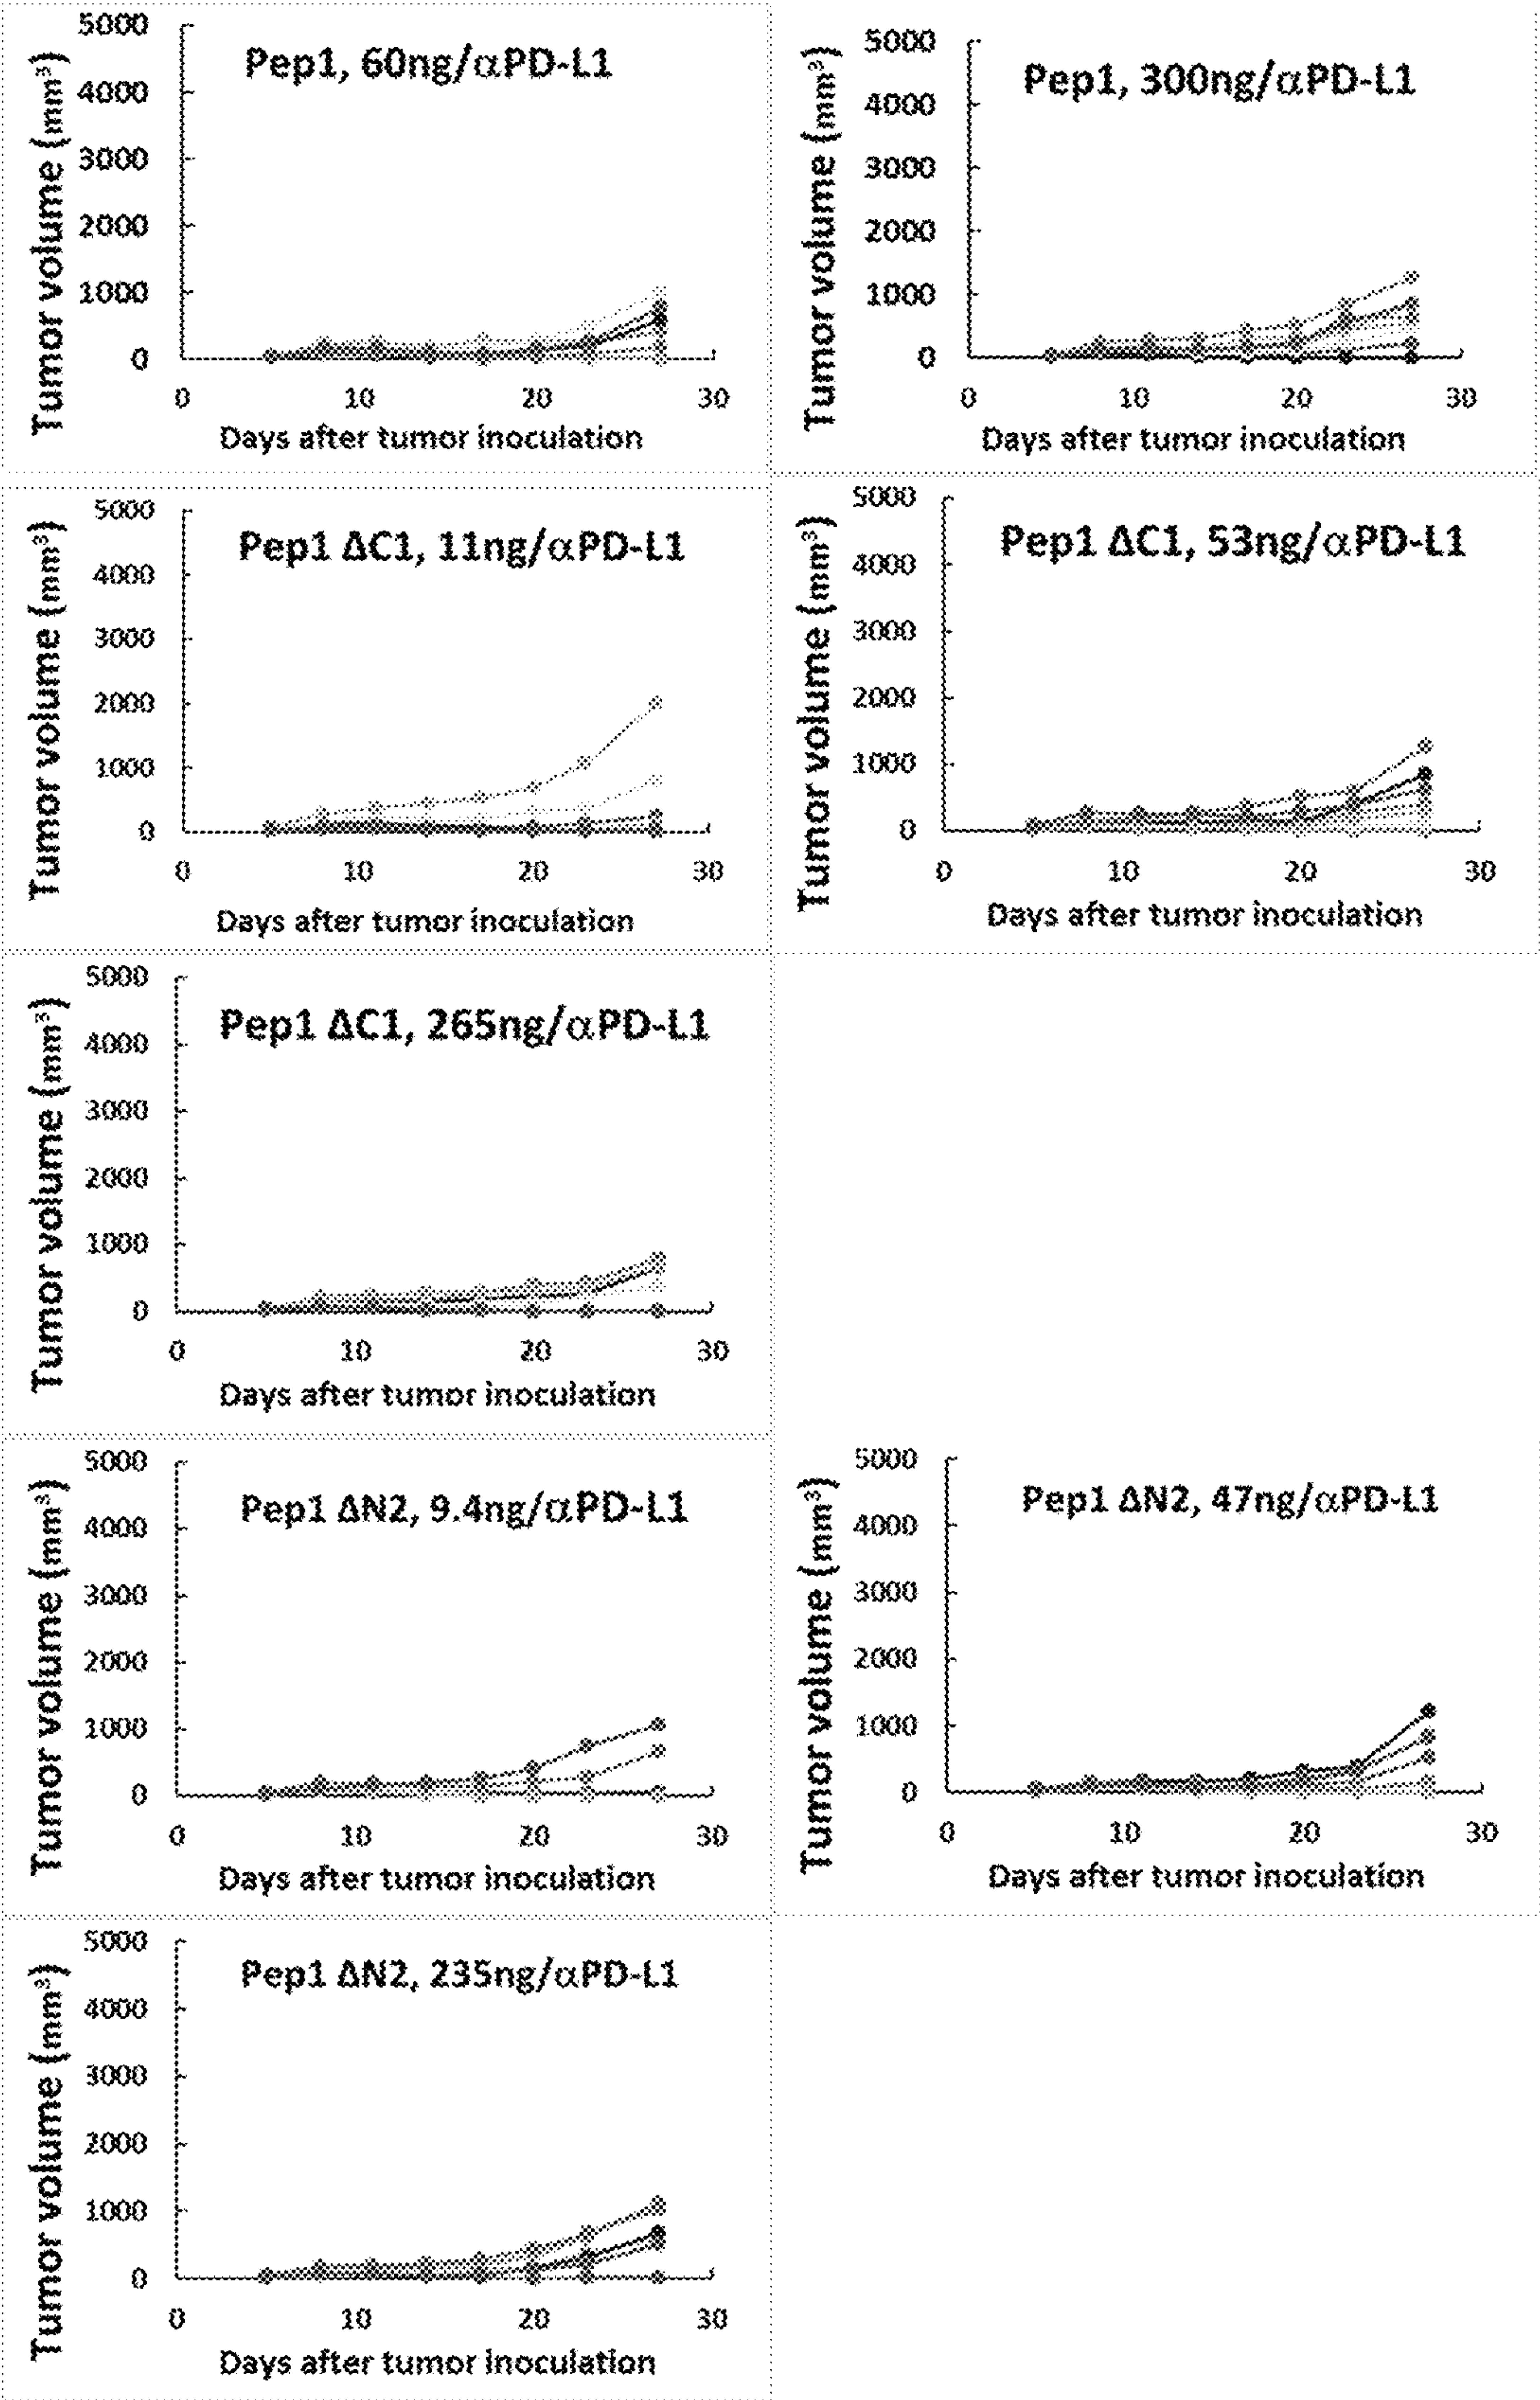 Pep1, 60ng/αPD-L1
Tumor volume (mm³)
5000
4000
3000
2000
1000
0
0 10 20 30
Days after tumor inoculation
Pep1, 300ng/αPD-L1
Tumor volume (mm³)
5000
4000
3000
2000
1000
0
0 10 20 30
Days after tumor inoculation
Pep1 ΔC1, 11ng/αPD-L1
Tumor volume (mm³)
5000
4000
3000
2000
1000
0
0 10 20 30
Days after tumor inoculation
Pep1 ΔC1, 53ng/αPD-L1
Tumor volume (mm³)
5000
4000
3000
2000
1000
0
0 10 20 30
Days after tumor inoculation
Pep1 ΔC1, 265ng/αPD-L1
Tumor volume (mm³)
5000
4000
3000
2000
1000
0
0 10 20 30
Days after tumor inoculation
Pep1 ΔN2, 9.4ng/αPD-L1
Tumor volume (mm³)
5000
4000
3000
2000
1000
0
0 10 20 30
Days after tumor inoculation
Pep1 ΔN2, 47ng/αPD-L1
Tumor volume (mm³)
5000
4000
3000
2000
1000
0
0 10 20 30
Days after tumor inoculation
Pep1 ΔN2, 235ng/αPD-L1
Tumor volume (mm³)
5000
4000
3000
2000
1000
0
0 10 20 30
Days after tumor inoculation